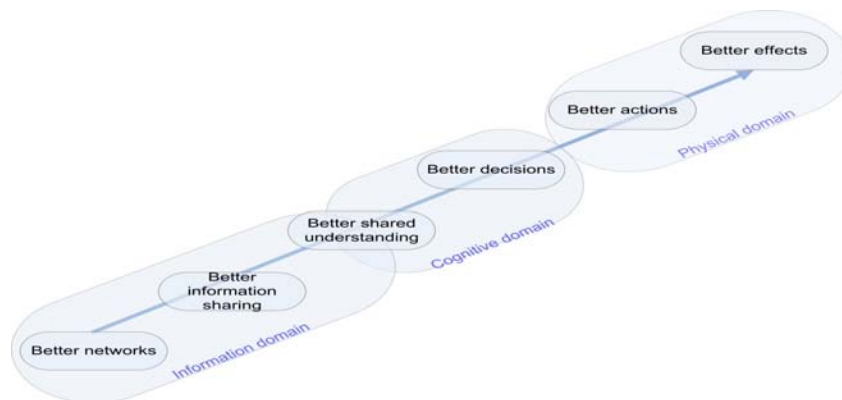 Better effects
Better actions
Physical domain
Better decisions
Better shared
understanding
Cognitive domain
Better
information
sharing
Better networks
Information domain